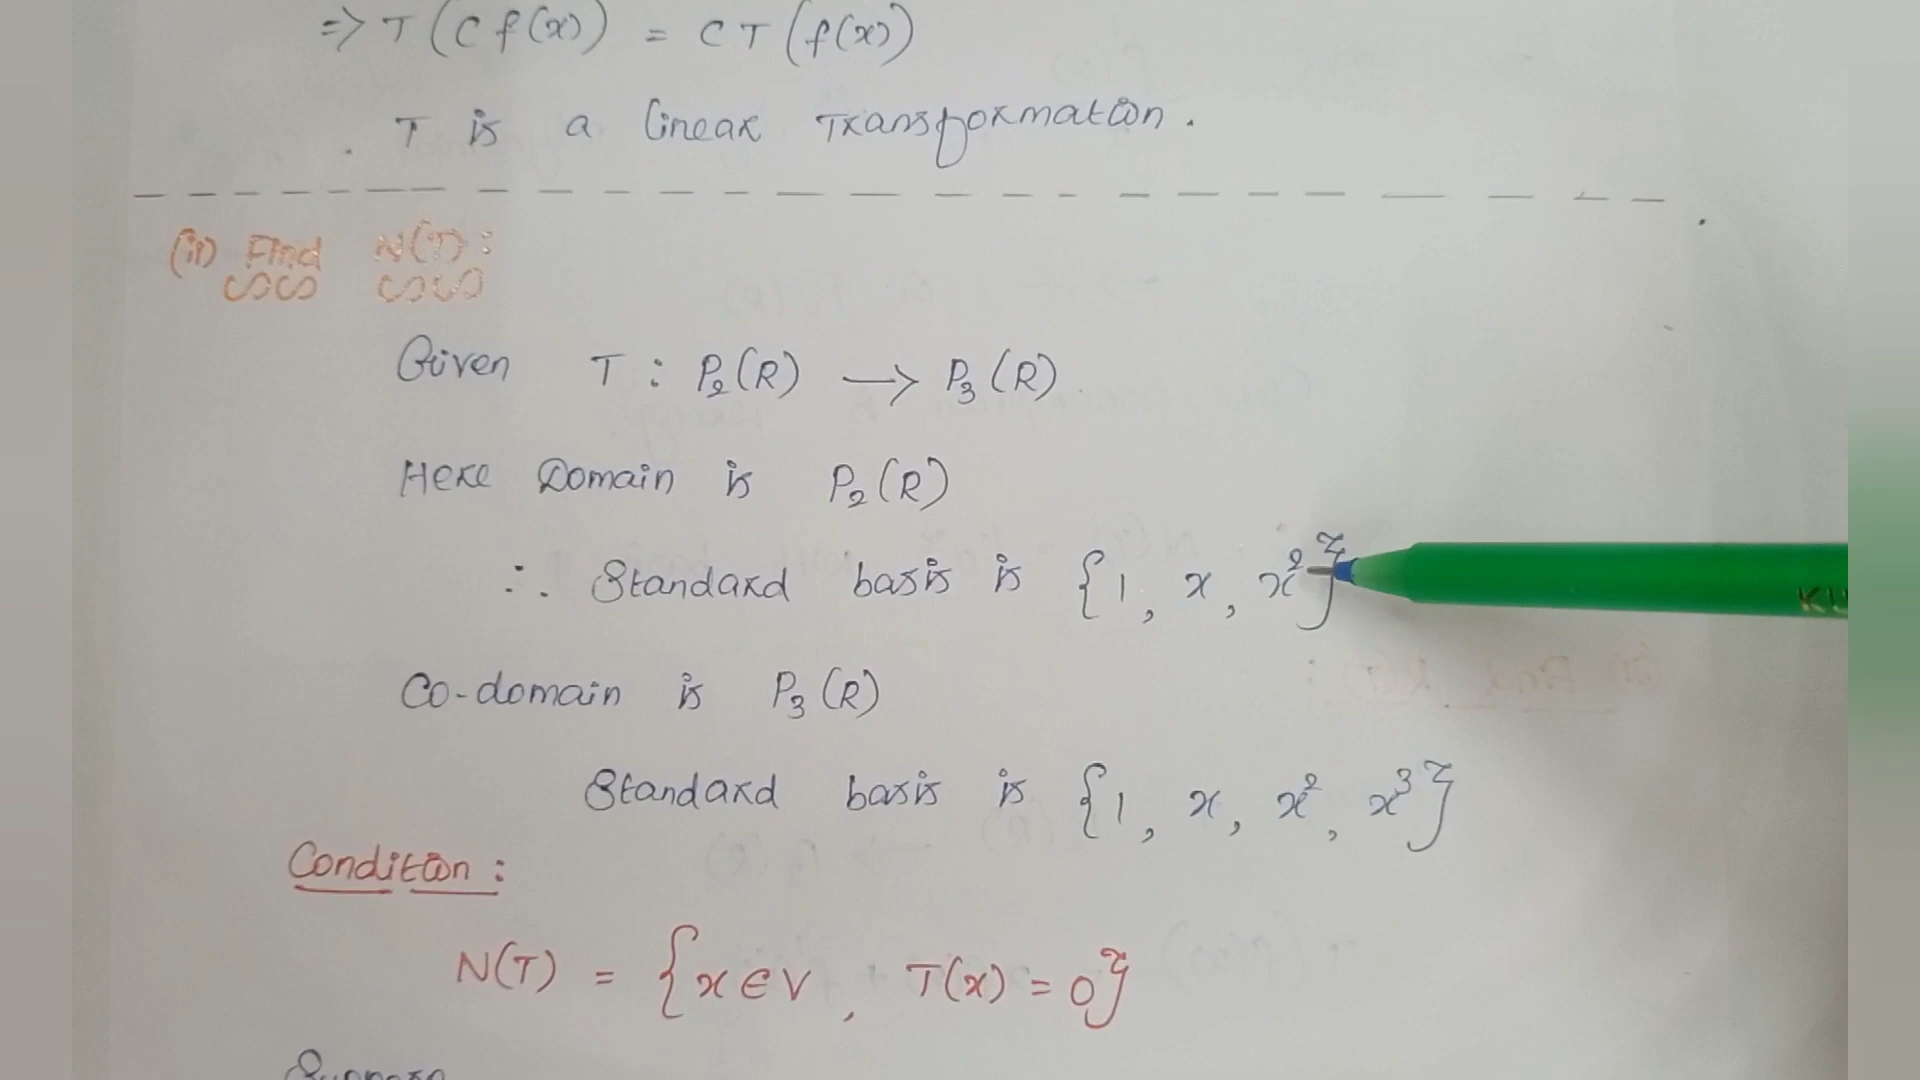 => T(c f(x)) = c T(f(x))
T is a linear Transformation.
(ii) Find N(T):
Given T : P₂(R) → P₃(R)
Here Domain is P₂(R)
∴ Standard basis is {1, x, x²}
Co-domain is P₃(R)
Standard basis is {1, x, x², x³}
Condition:
N(T) = {x ∈ V, T(x) = 0}